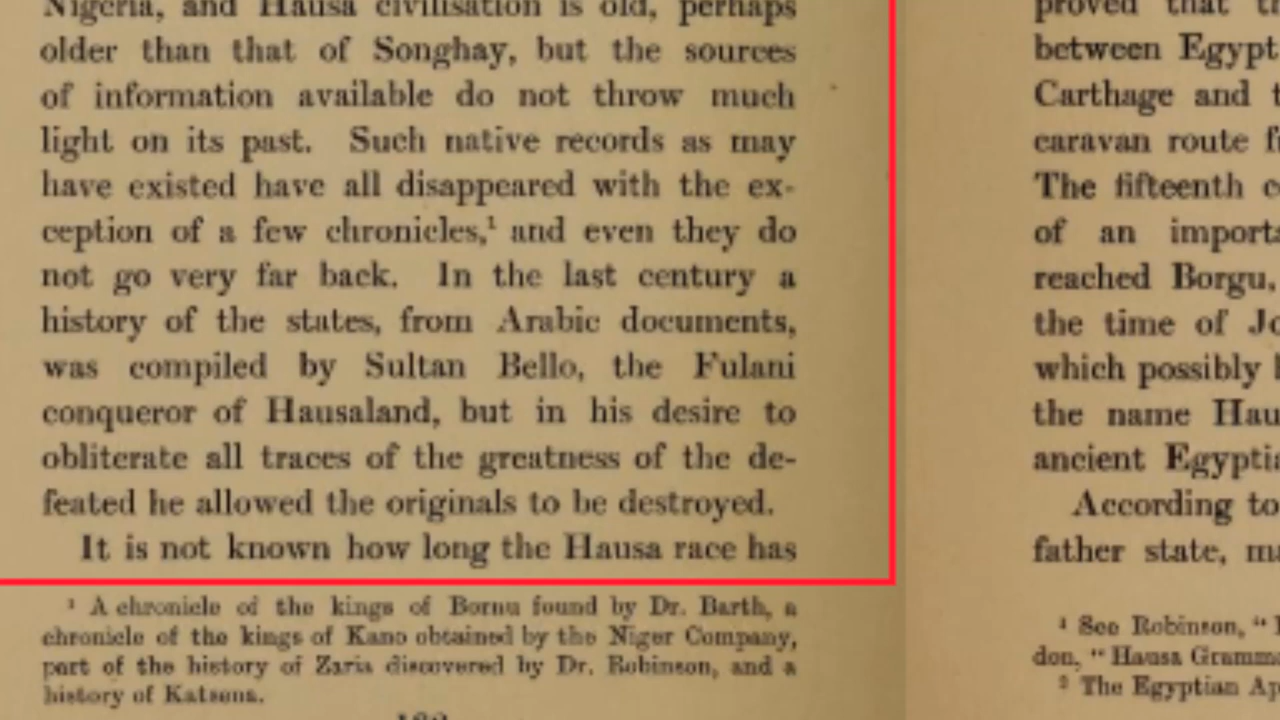 Nigeria, and Hausa civilisation is old, perhaps
older than that of Songhay, but the sources
of information available do not throw much
light on its past. Such native records as may
have existed have all disappeared with the ex-
ception of a few chronicles,¹ and even they do
not go very far back. In the last century a
history of the states, from Arabic documents,
was compiled by Sultan Bello, the Fulani
conqueror of Hausaland, but in his desire to
obliterate all traces of the greatness of the de-
feated he allowed the originals to be destroyed.
It is not known how long the Hausa race has
¹ A chronicle of the kings of Bornu found by Dr. Barth, a
chronicle of the kings of Kano obtained by the Niger Company,
part of the history of Zaria discovered by Dr. Robinson, and a
history of Katsena.
proved that
between Egypt
Carthage and
caravan route
The fifteenth
of an
reached Borgu,
the time of
which possibly
the name
ancient
According to
father state,
¹ See Robinson, "
don, " Hausa
² The Egyptian